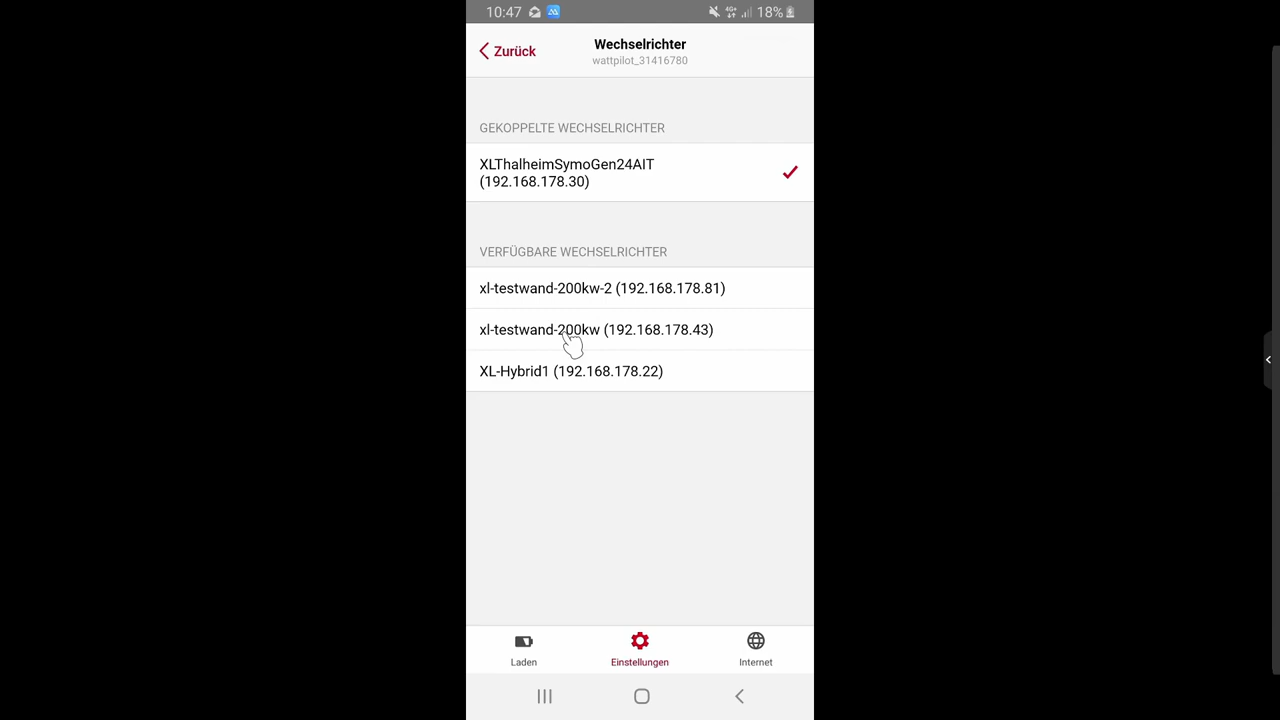 10:47
4G+
18%
Zurück
Wechselrichter
wattpilot_31416780
GEKOPPELTE WECHSELRICHTER
XLThalheimSymoGen24AIT
(192.168.178.30)
VERFÜGBARE WECHSELRICHTER
xl-testwand-200kw-2 (192.168.178.81)
xl-testwand-200kw (192.168.178.43)
XL-Hybrid1 (192.168.178.22)
Laden
Einstellungen
Internet